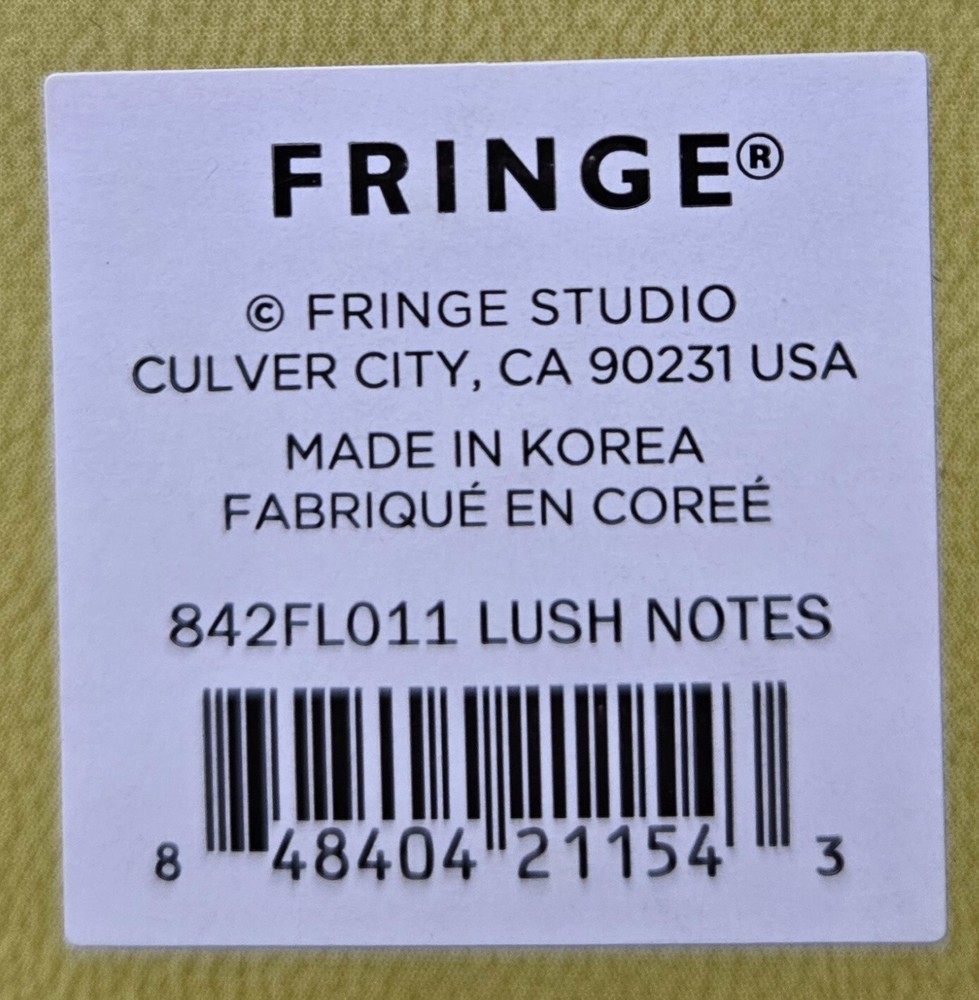 FRINGE®
© FRINGE STUDIO
CULVER CITY, CA 90231 USA
MADE IN KOREA
FABRIQUÉ EN COREÉ
842FL011 LUSH NOTES
8 48404 21154 3